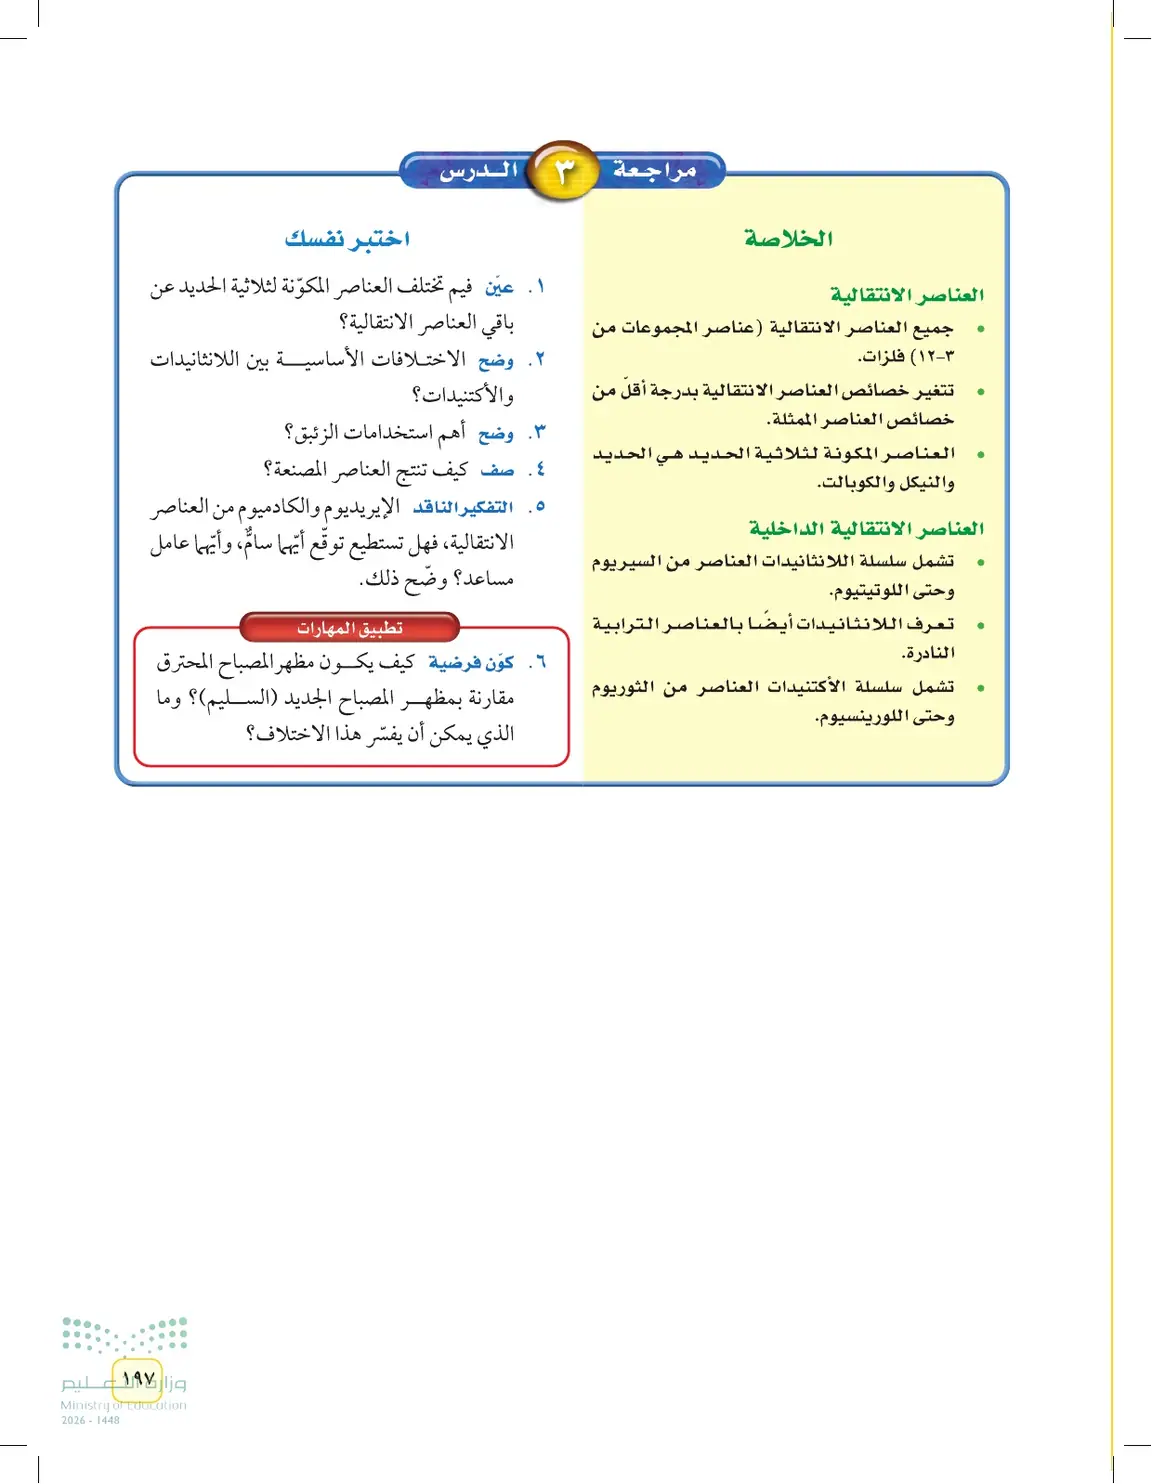 مراجعة ٣ الدرس
الخلاصة
العناصر الانتقالية
• جميع العناصر الانتقالية (عناصر المجموعات من
٣-١٢) فلزات.
• تتغير خصائص العناصر الانتقالية بدرجة أقلّ من
خصائص العناصر الممثلة.
• العناصر المكونة لثلاثية الحديد هي الحديد
والنيكل والكوبالت.
العناصر الانتقالية الداخلية
• تشمل سلسلة اللانثانيدات العناصر من السيريوم
وحتى اللوتيتيوم.
• تعرف اللانثانيدات أيضًا بالعناصر الترابية
النادرة.
• تشمل سلسلة الأكتنيدات العناصر من الثوريوم
وحتى اللورينسيوم.
اختبر نفسك
١. عيّن فيم تختلف العناصر المكوّنة لثلاثية الحديد عن
باقي العناصر الانتقالية؟
٢. وضح الاختلافات الأساسية بين اللانثانيدات
والأكتنيدات؟
٣. وضح أهم استخدامات الزئبق؟
٤. صف كيف تنتج العناصر المصنعة؟
٥. التفكير الناقد الإيريديوم والكادميوم من العناصر
الانتقالية، فهل تستطيع توقّع أيّهما سامٌّ، وأيّهما عامل
مساعد؟ وضّح ذلك.
تطبيق المهارات
٦. كوّن فرضية كيف يكون مظهر المصباح المحترق
مقارنة بمظهر المصباح الجديد (السليم)؟ وما
الذي يمكن أن يفسّر هذا الاختلاف؟
١٩٧
وزارة التعليم
Ministry of Education
2026 - 1448